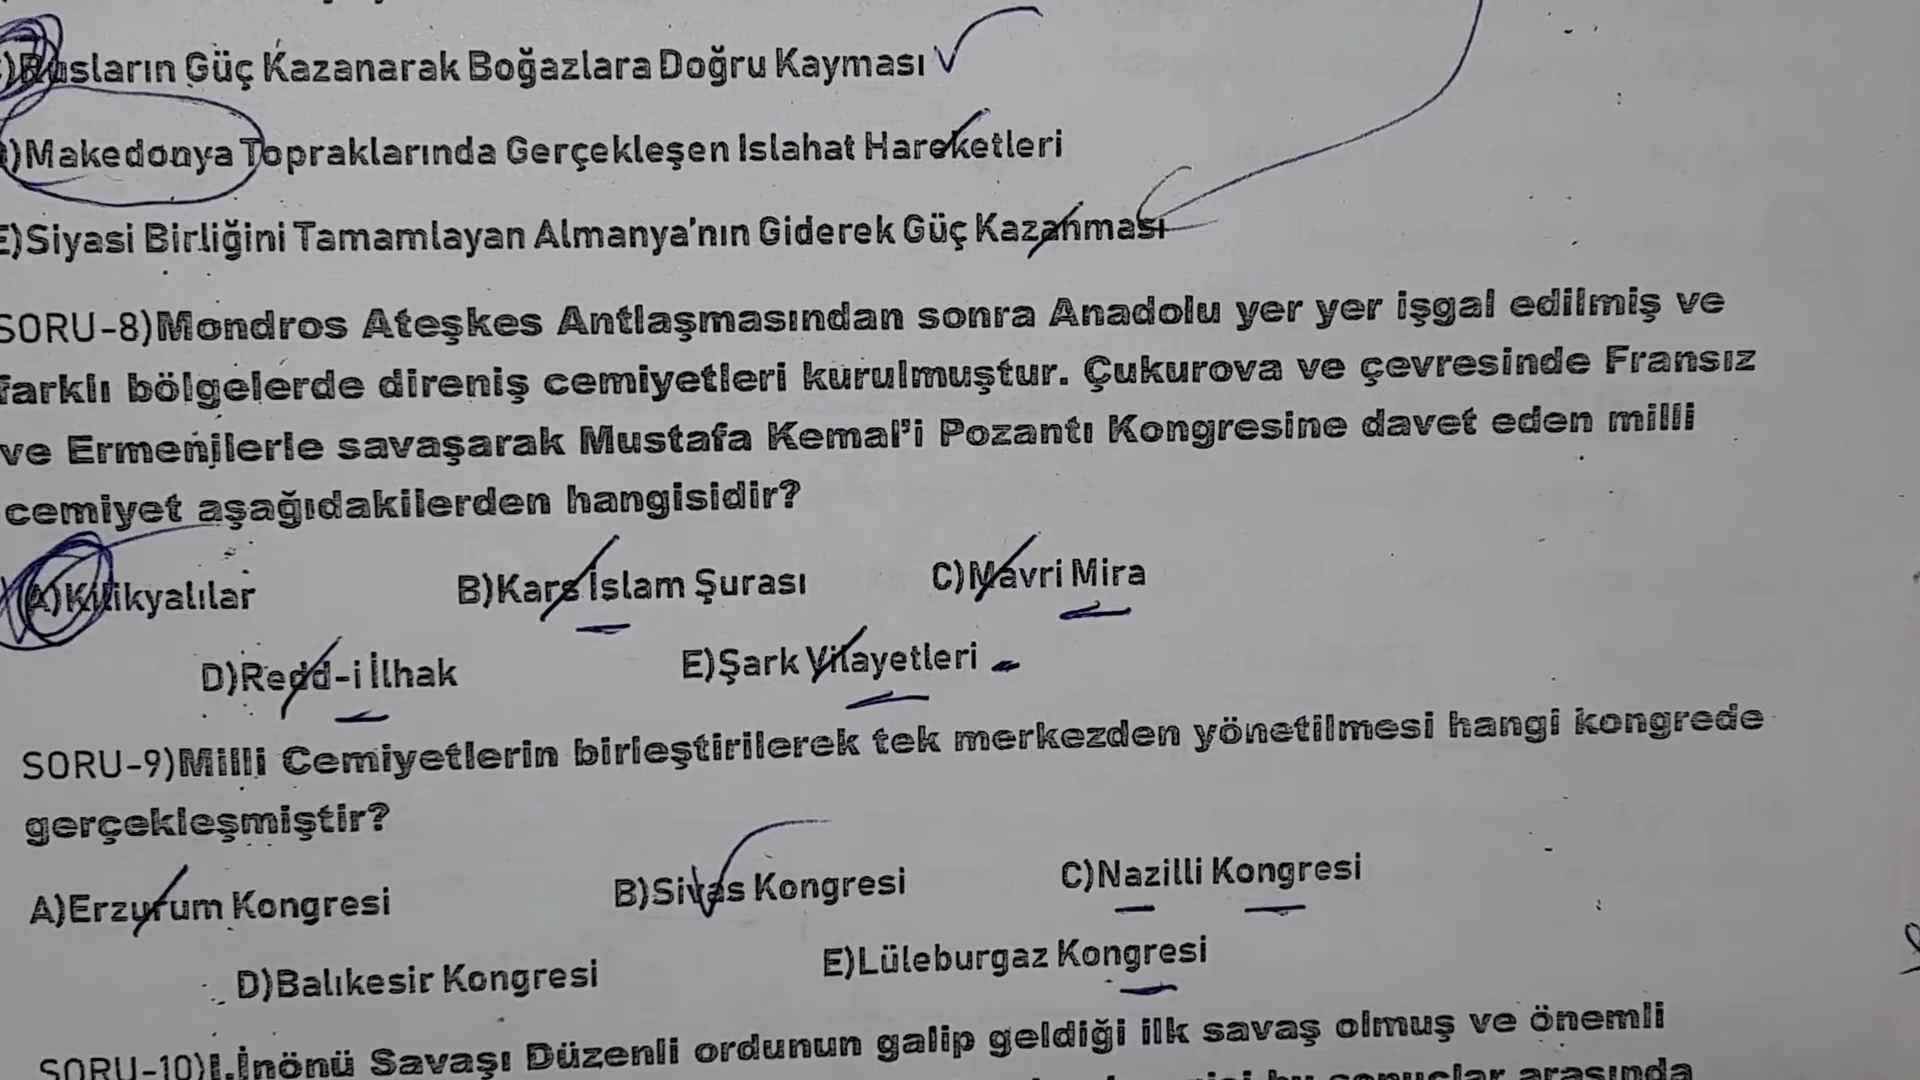 )Rusların Güç Kazanarak Boğazlara Doğru Kayması
)Makedonya Topraklarında Gerçekleşen Islahat Hareketleri
E)Siyasi Birliğini Tamamlayan Almanya'nın Giderek Güç Kazanması
SORU-8)Mondros Ateşkes Antlaşmasından sonra Anadolu yer yer işgal edilmiş ve
farklı bölgelerde direniş cemiyetleri kurulmuştur. Çukurova ve çevresinde Fransız
ve Ermenilerle savaşarak Mustafa Kemal'i Pozantı Kongresine davet eden milli
cemiyet aşağıdakilerden hangisidir?
A)Kilikyalılar B)Kars İslam Şurası C)Mavri Mira
D)Redd-i İlhak E)Şark Vilayetleri
SORU-9)Milli Cemiyetlerin birleştirilerek tek merkezden yönetilmesi hangi kongrede
gerçekleşmiştir?
A)Erzurum Kongresi B)Sivas Kongresi C)Nazilli Kongresi
D)Balıkesir Kongresi E)Lüleburgaz Kongresi
SORU-10)I.İnönü Savaşı Düzenli ordunun galip geldiği ilk savaş olmuş ve önemli
bu sonuçlar arasında